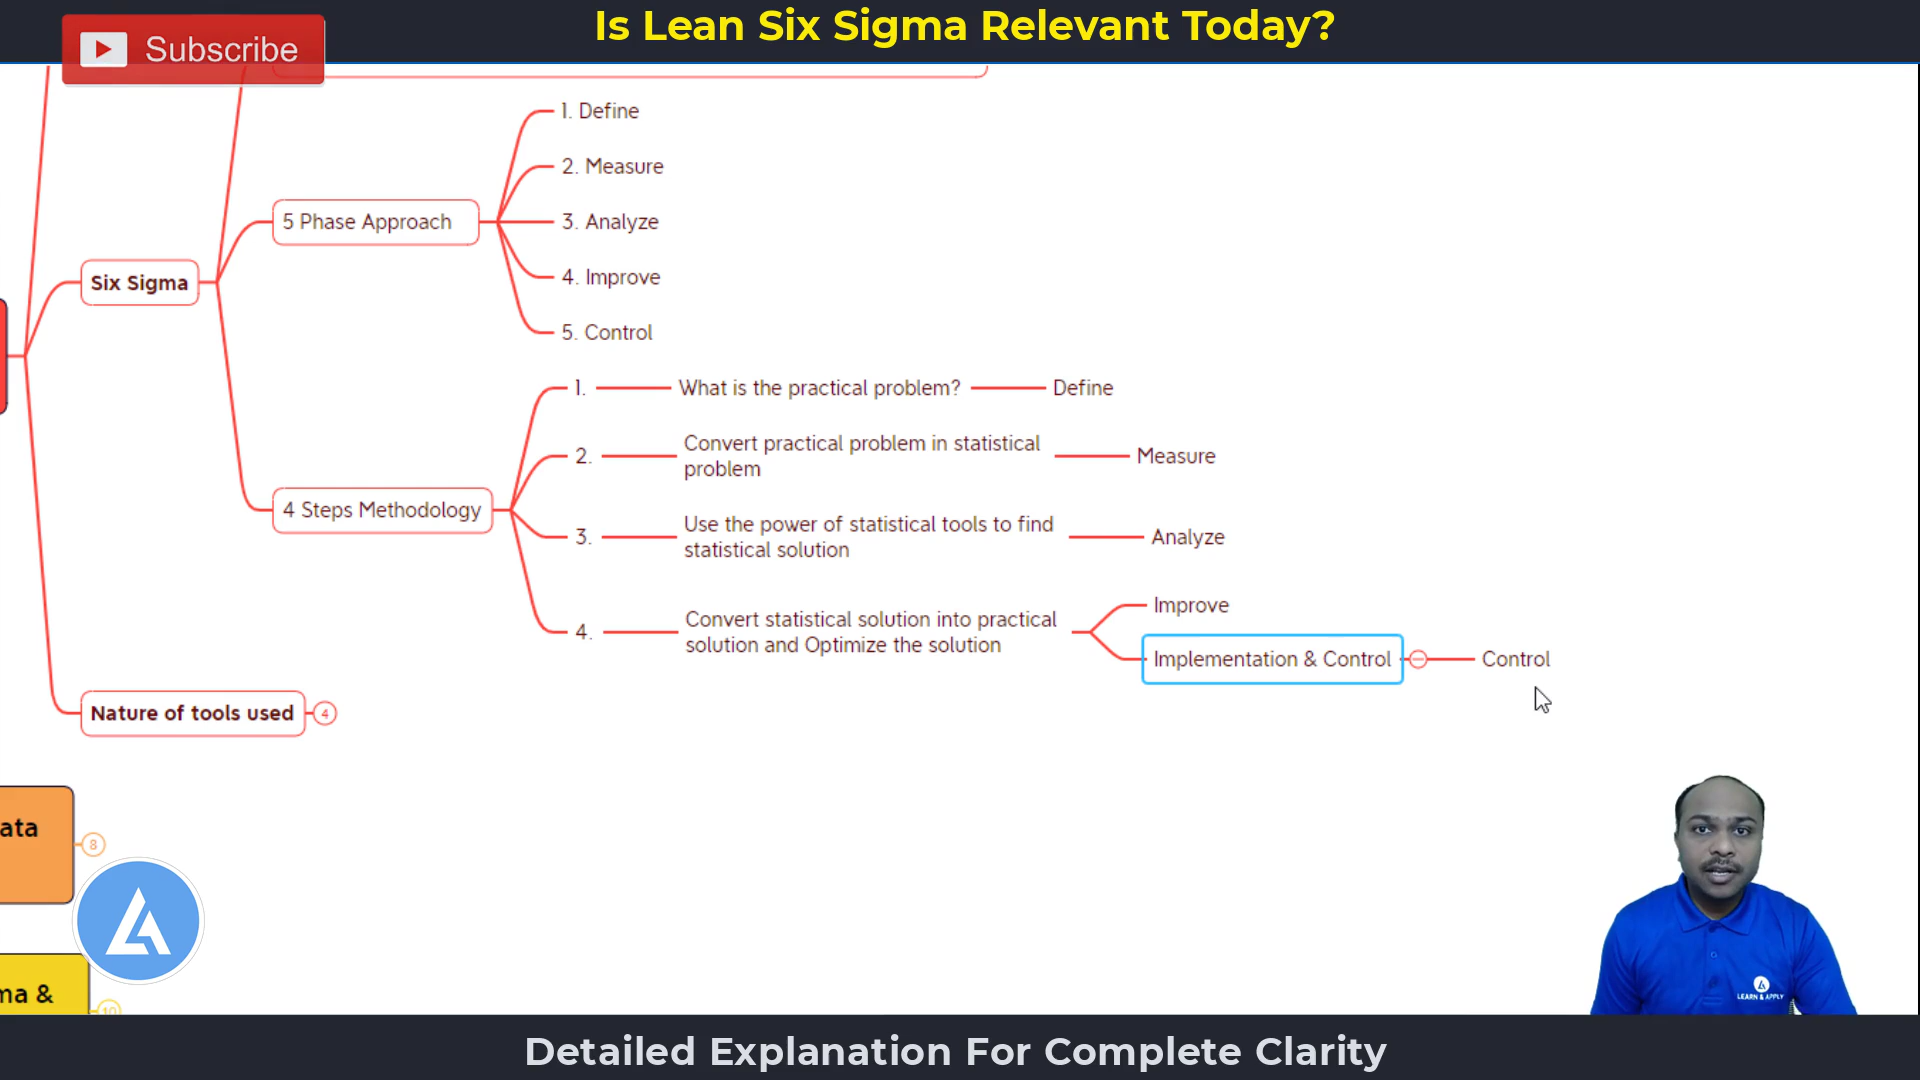 Is Lean Six Sigma Relevant Today?
Subscribe
1. Define
2. Measure
5 Phase Approach
3. Analyze
4. Improve
5. Control
Six Sigma
1.
What is the practical problem?
Define
2.
Convert practical problem in statistical
problem
Measure
4 Steps Methodology
3.
Use the power of statistical tools to find
statistical solution
Analyze
4.
Convert statistical solution into practical
solution and Optimize the solution
Improve
Implementation & Control
Control
Nature of tools used
4
ata
8
ma &
10
LEARN & APPLY
Detailed Explanation For Complete Clarity